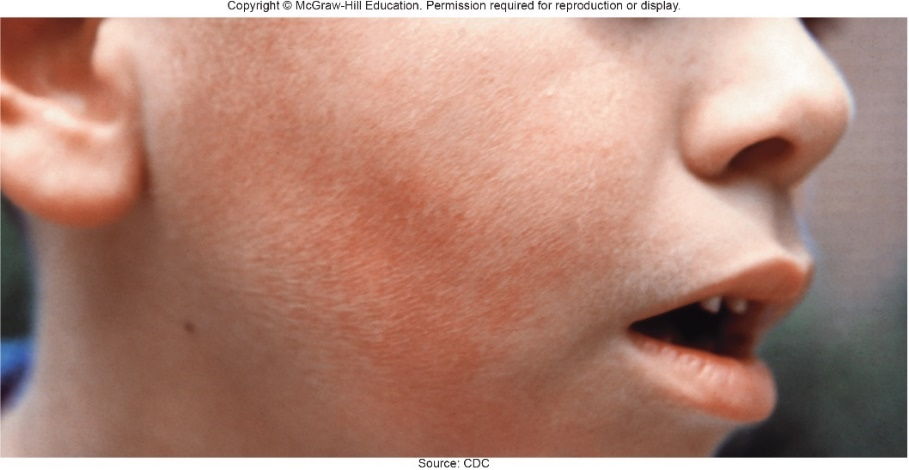 Copyright © McGraw-Hill Education. Permission required for reproduction or display.
Source: CDC